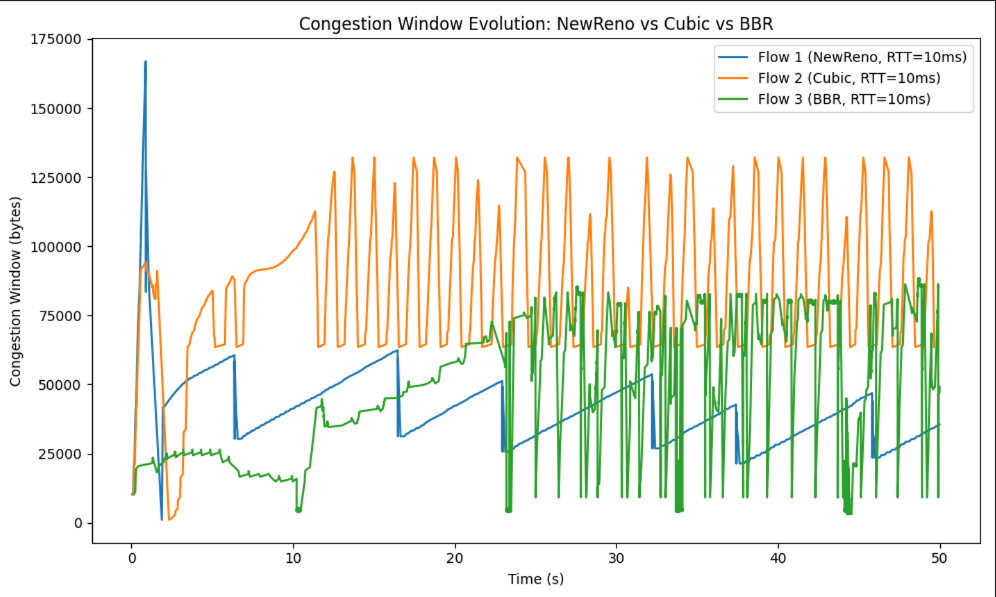 Congestion Window Evolution: NewReno vs Cubic vs BBR
Flow 1 (NewReno, RTT=10ms)
Flow 2 (Cubic, RTT=10ms)
Flow 3 (BBR, RTT=10ms)
Congestion Window (bytes)
175000
150000
125000
100000
75000
50000
25000
0
0 10 20 30 40 50
Time (s)